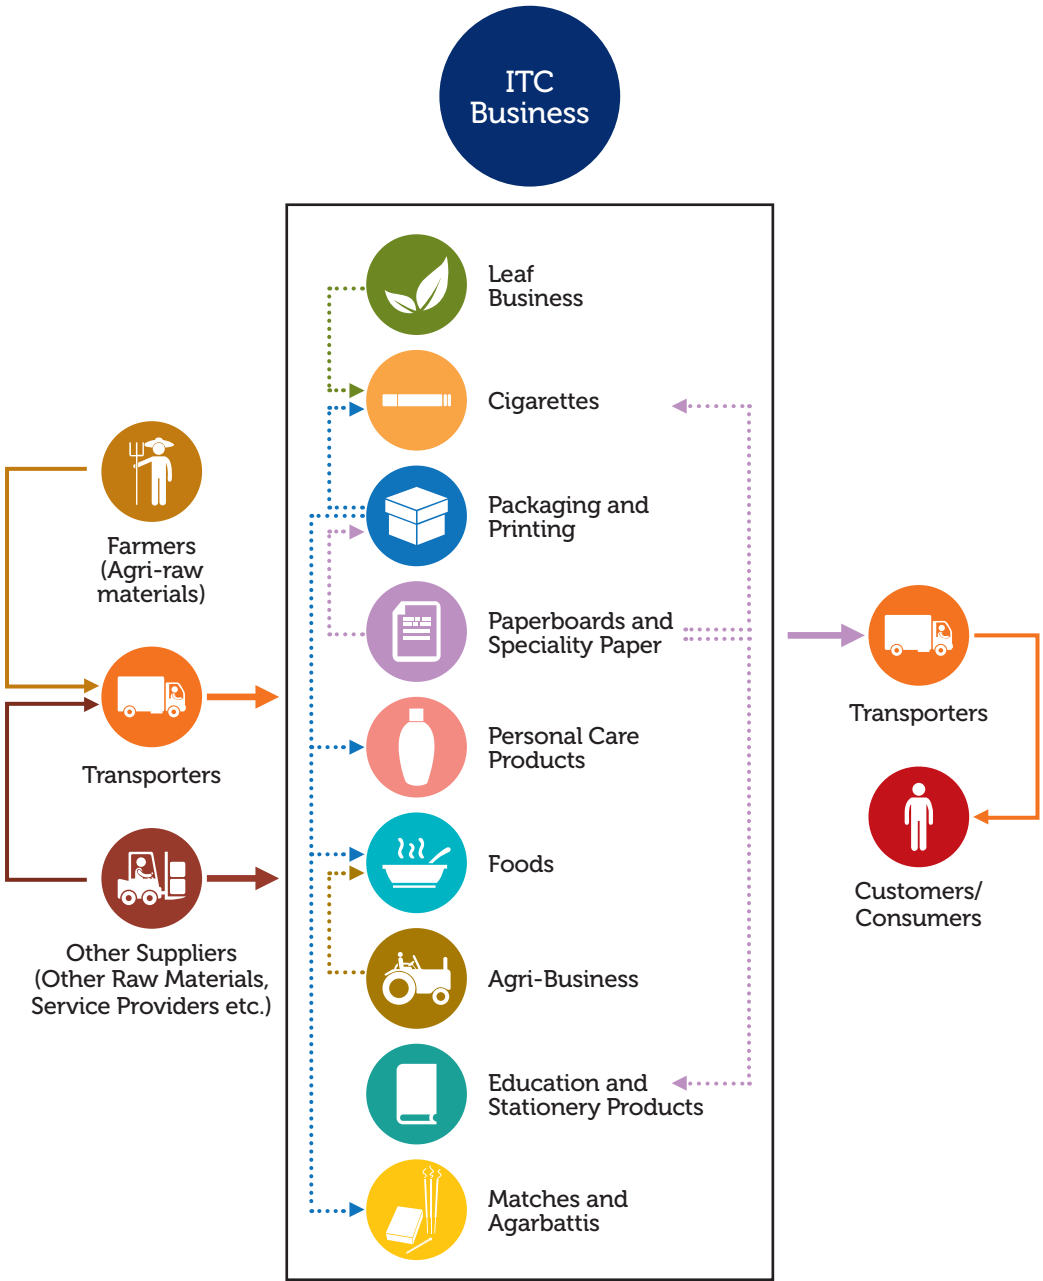 ITC
Business
Leaf
Business
Cigarettes
Packaging and
Printing
Paperboards and
Speciality Paper
Personal Care
Products
Foods
Agri-Business
Education and
Stationery Products
Matches and
Agarbattis
Farmers
(Agri-raw
materials)
Transporters
Other Suppliers
(Other Raw Materials,
Service Providers etc.)
Transporters
Customers/
Consumers